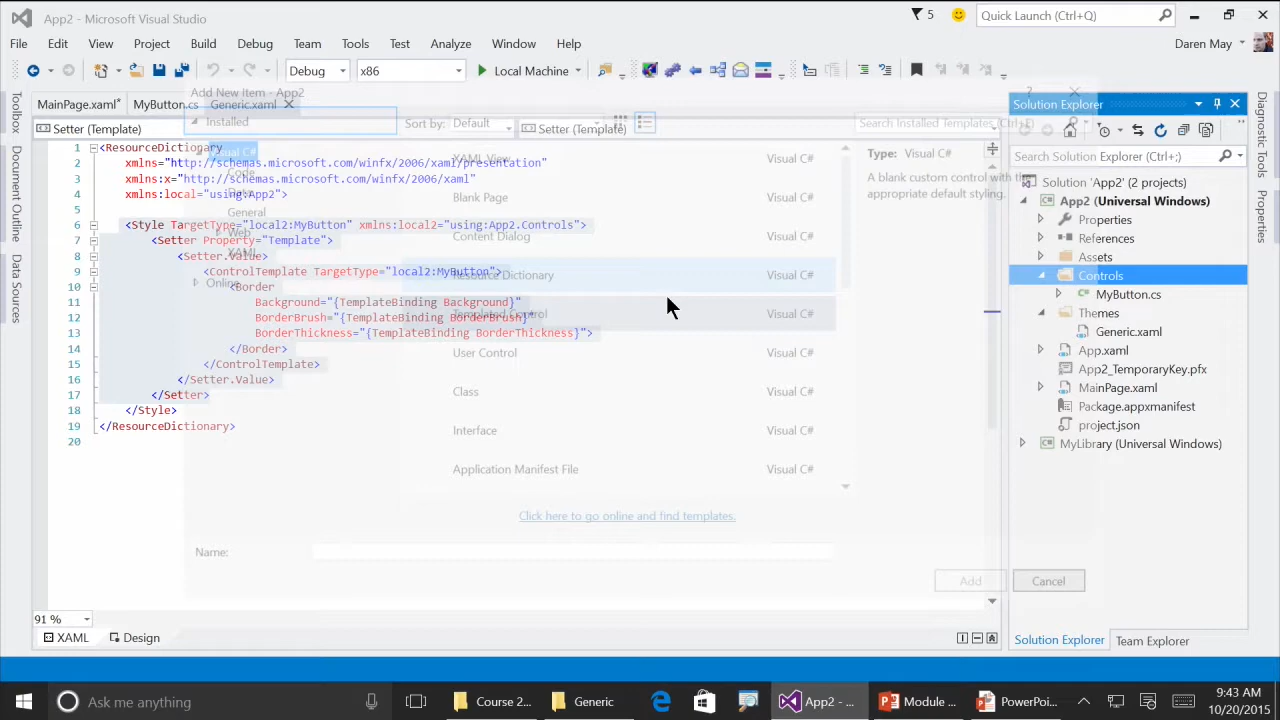 App2 - Microsoft Visual Studio
5
Quick Launch (Ctrl+Q)
File Edit View Project Build Debug Team Tools Test Analyze Window Help
Daren May
Debug x86 Local Machine
Add New Item - App2
MainPage.xaml* MyButton.cs Generic.xaml
Solution Explorer
Installed
Sort by: Default
Search Installed Templates (Ctrl+E)
Setter (Template) Setter (Template)
Toolbox
Document Outline
Data Sources
Diagnostic Tools
Properties
Search Solution Explorer (Ctrl+;)
1 <ResourceDictionary
2 xmlns="http://schemas.microsoft.com/winfx/2006/xaml/presentation"
3 xmlns:x="http://schemas.microsoft.com/winfx/2006/xaml"
4 xmlns:local="using:App2">
5
6 <Style TargetType="local2:MyButton" xmlns:local2="using:App2.Controls">
7 <Setter Property="Template">
8 <Setter.Value>
9 <ControlTemplate TargetType="local2:MyButton">
10 <Border
11 Background="{TemplateBinding Background}"
12 BorderBrush="{TemplateBinding BorderBrush}"
13 BorderThickness="{TemplateBinding BorderThickness}">
14 </Border>
15 </ControlTemplate>
16 </Setter.Value>
17 </Setter>
18 </Style>
19 </ResourceDictionary>
20
Visual C#
Code
Data
General
Web
XAML
Online
XAML View Visual C#
Blank Page Visual C#
Content Dialog Visual C#
Resource Dictionary Visual C#
Templated Control Visual C#
User Control Visual C#
Class Visual C#
Interface Visual C#
Application Manifest File Visual C#
Type: Visual C#
A blank custom control with the
appropriate default styling.
Click here to go online and find templates.
Name:
Add Cancel
Solution 'App2' (2 projects)
App2 (Universal Windows)
Properties
References
Assets
Controls
MyButton.cs
Themes
Generic.xaml
App.xaml
App2_TemporaryKey.pfx
MainPage.xaml
Package.appxmanifest
project.json
MyLibrary (Universal Windows)
91 %
XAML Design
Solution Explorer Team Explorer
Ask me anything
Course 2... Generic App2 - ... Module ... PowerPoi...
9:43 AM
10/20/2015